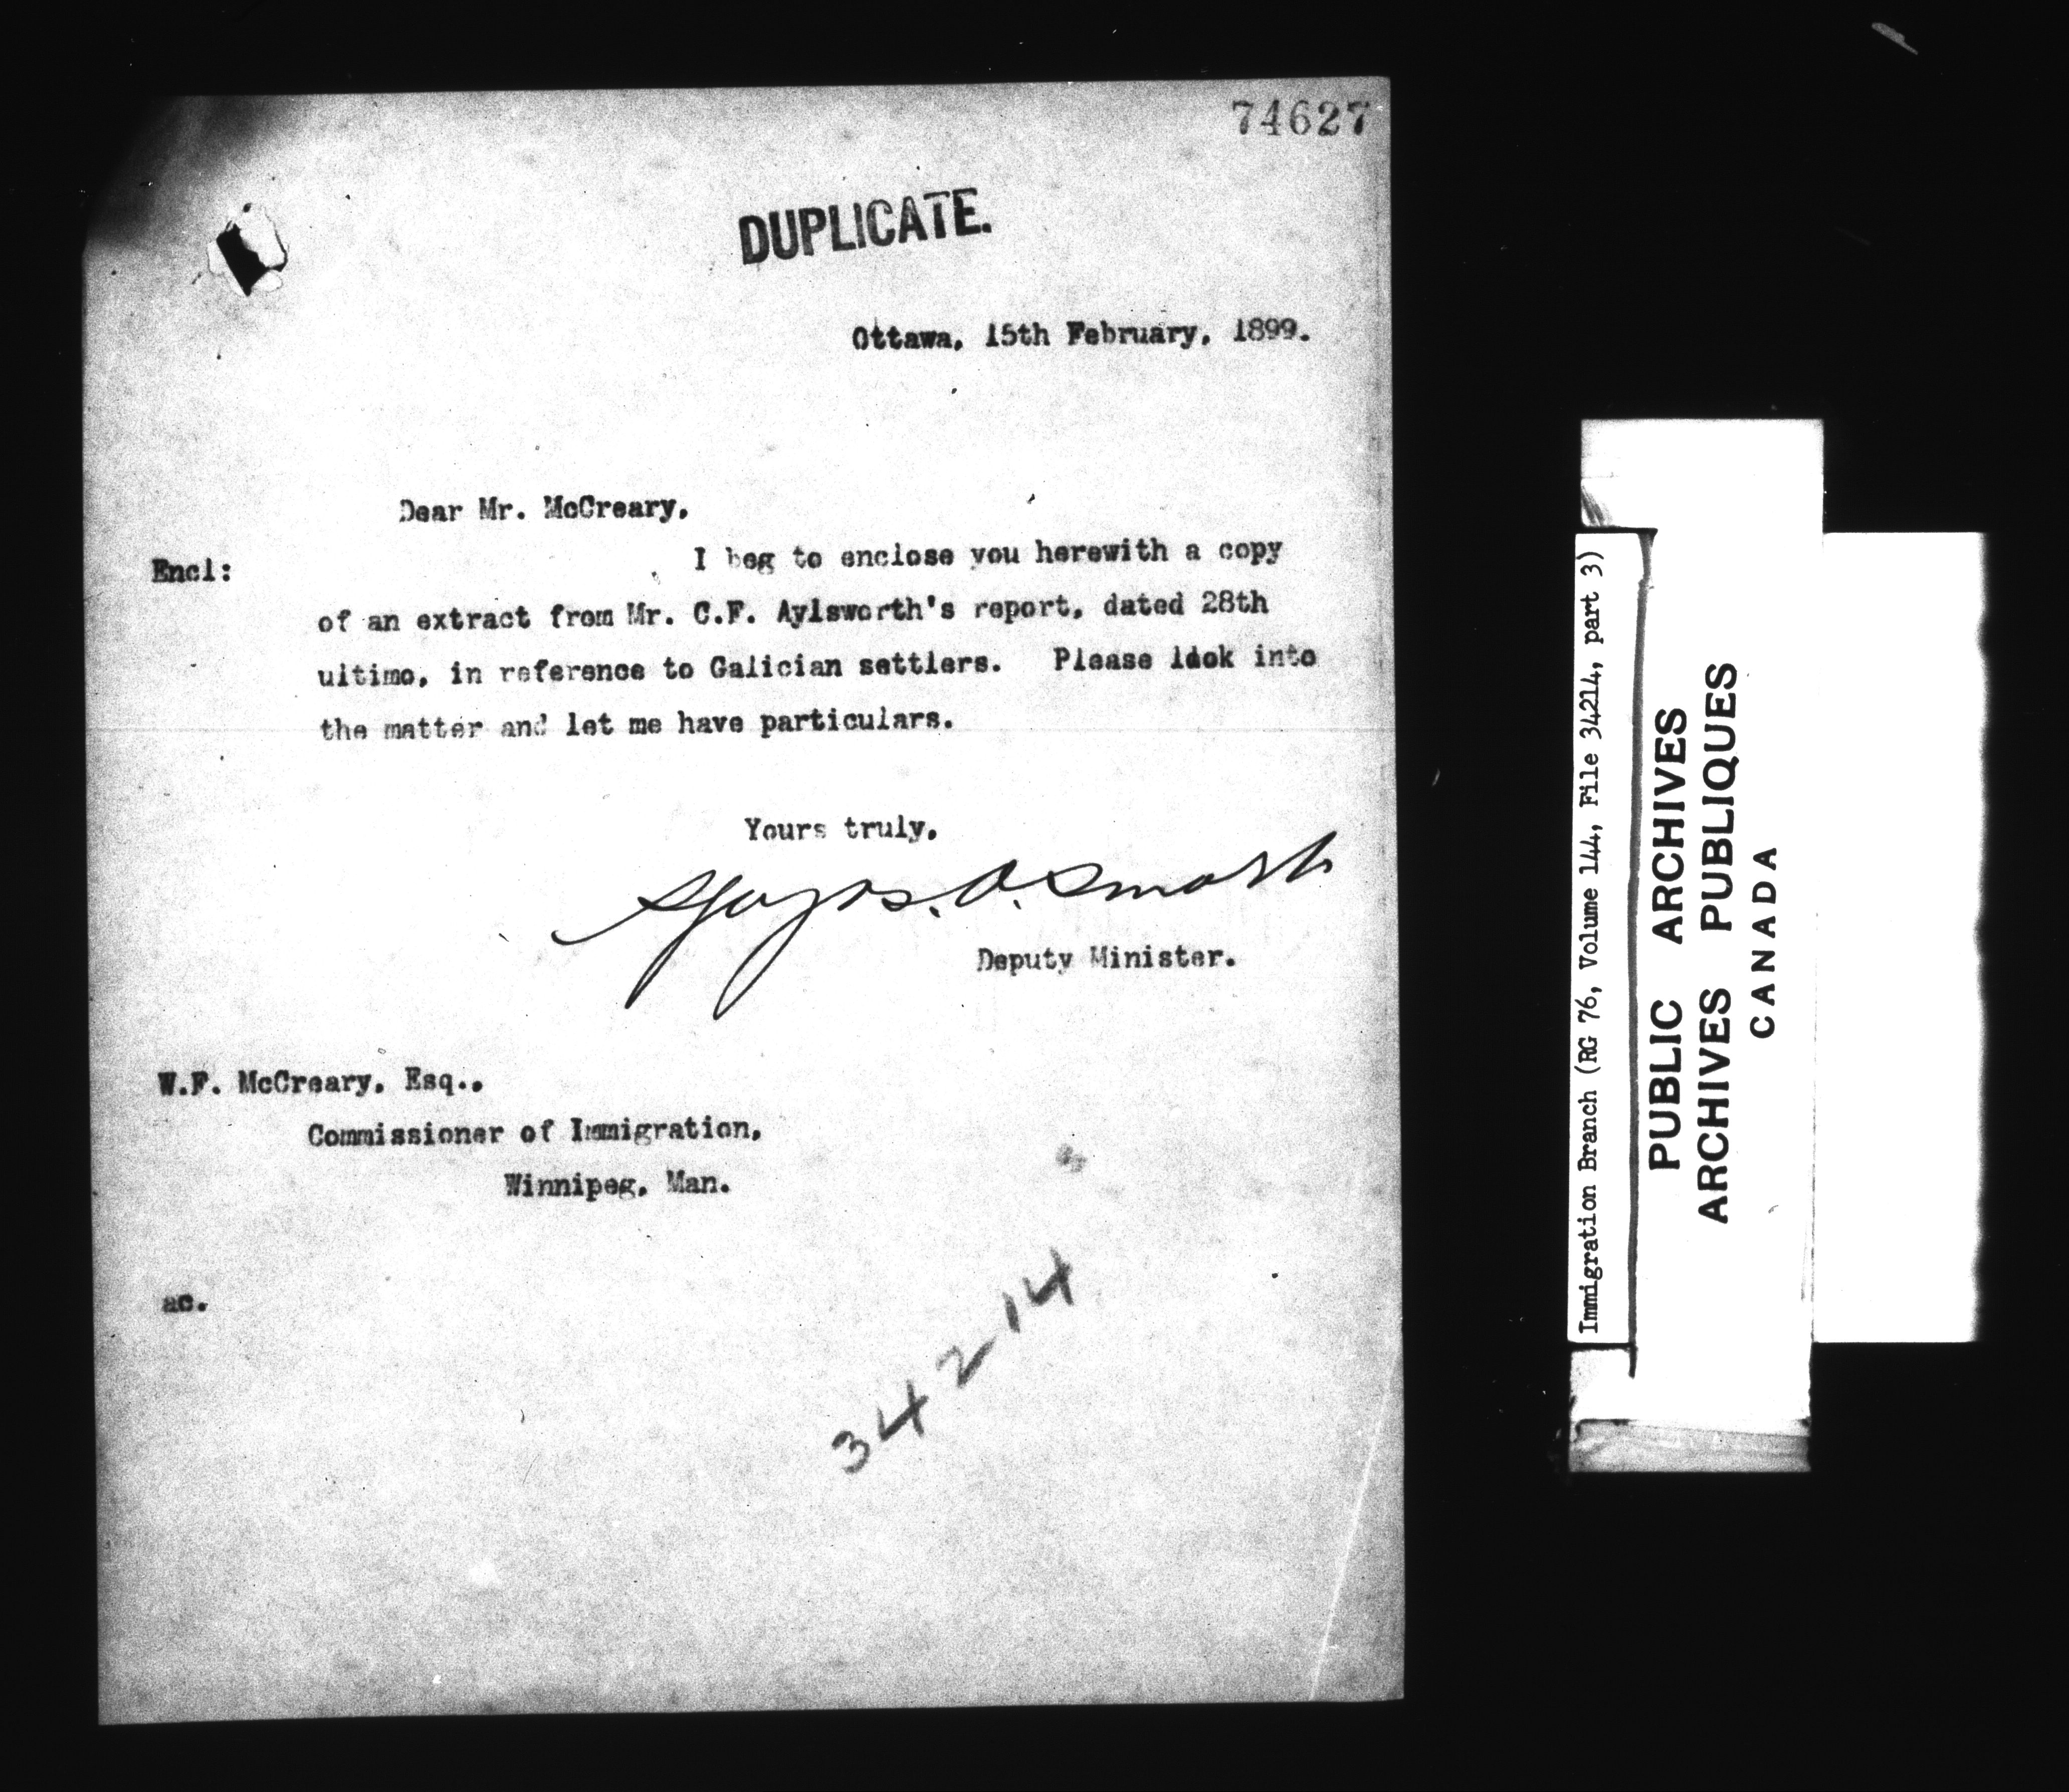 74627
DUPLICATE.
Ottawa, 15th February, 1899.
Dear Mr. McCreary,
Encl:
I beg to enclose you herewith a copy
of an extract from Mr. C.F. Aylsworth's report, dated 28th
ultimo, in reference to Galician settlers. Please look into
the matter and let me have particulars.
Yours truly,
Jas. A. Smart
Deputy Minister.
W.F. McCreary, Esq.,
Commissioner of Immigration,
Winnipeg, Man.
ac.
34214
Immigration Branch (RG 76, Volume 144, File 34214, part 3)
PUBLIC ARCHIVES
ARCHIVES PUBLIQUES
CANADA